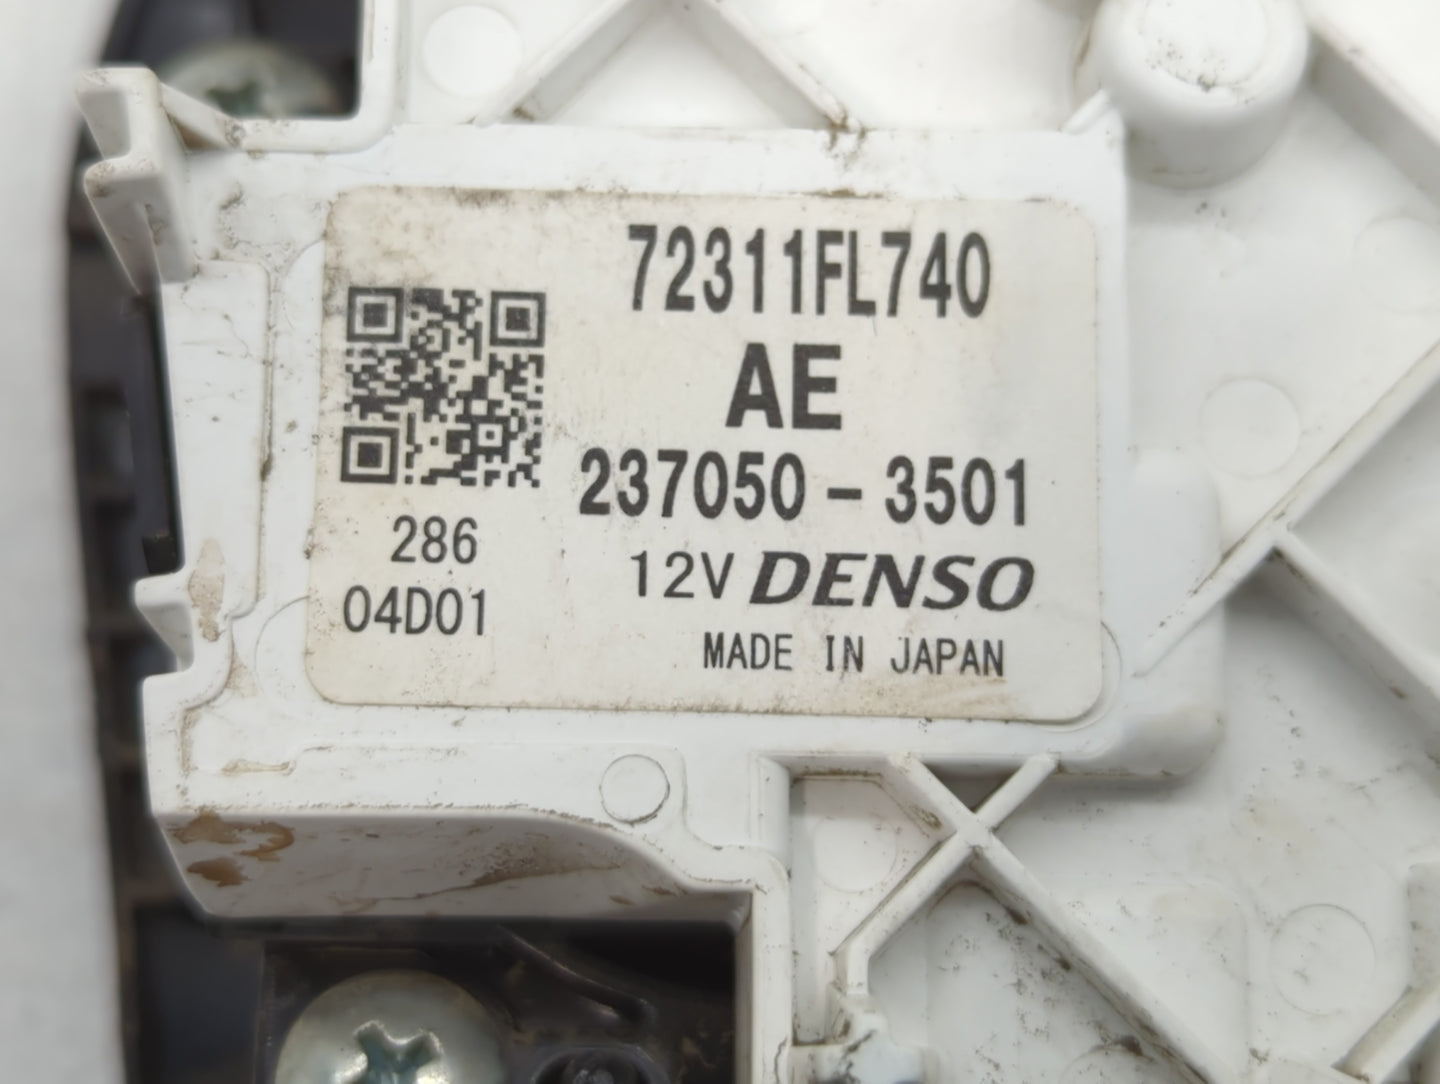 72311FL740
AE
237050-3501
286
12V DENSO
04D01
MADE IN JAPAN